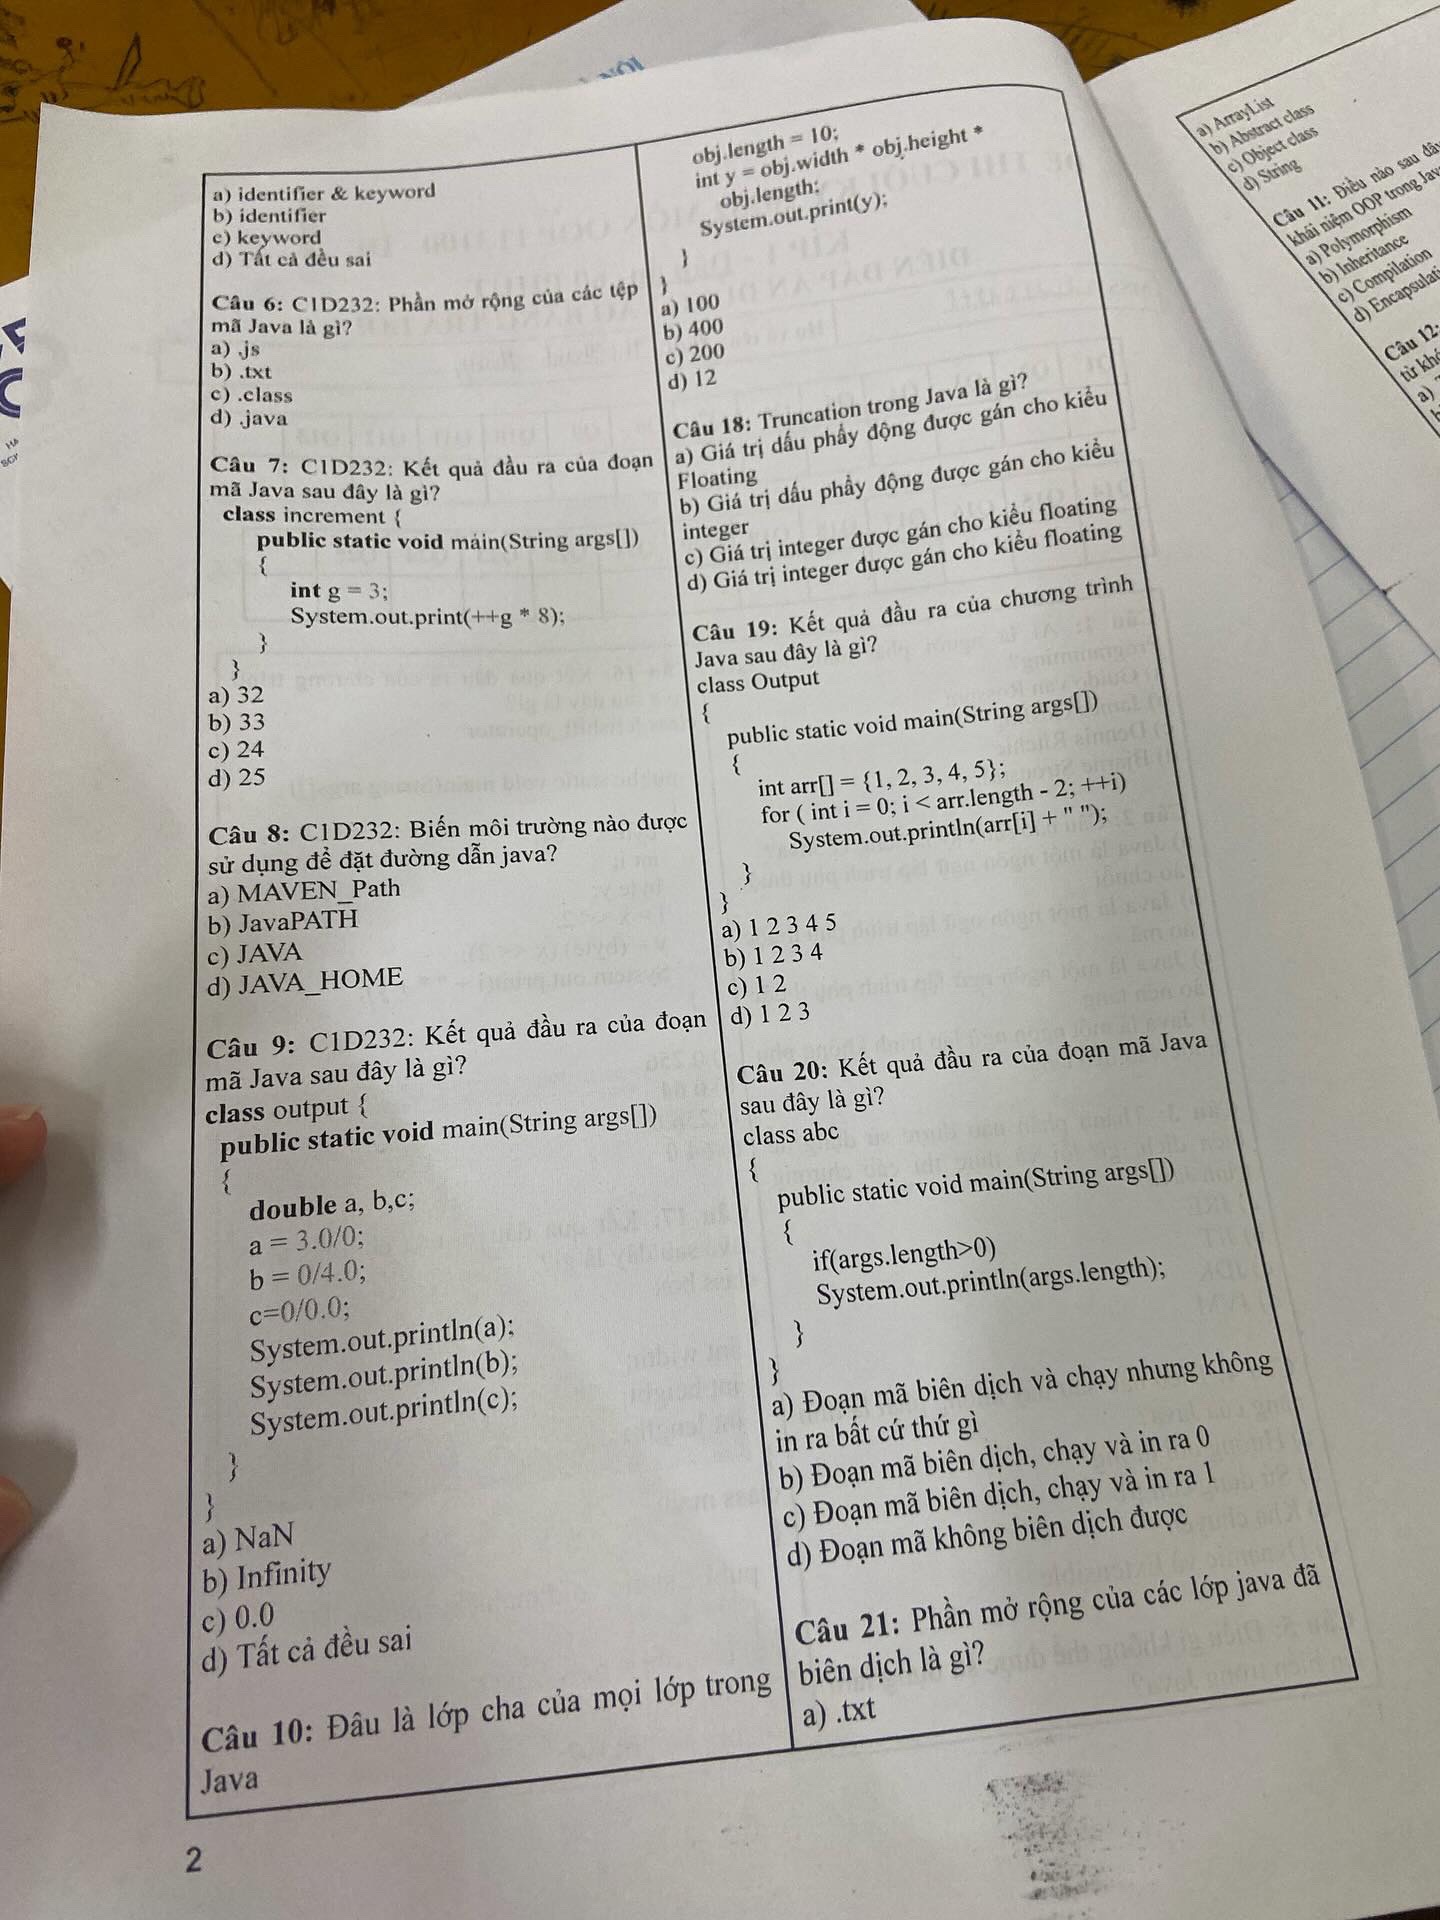 a) identifier & keyword
b) identifier
c) keyword
d) Tất cả đều sai
Câu 6: C1D232: Phần mở rộng của các tệp
mã Java là gì?
a) .js
b) .txt
c) .class
d) .java
Câu 7: C1D232: Kết quả đầu ra của đoạn
mã Java sau đây là gì?
class increment {
public static void main(String args[])
{
int g = 3;
System.out.print(++g * 8);
}
}
a) 32
b) 33
c) 24
d) 25
Câu 8: C1D232: Biến môi trường nào được
sử dụng để đặt đường dẫn java?
a) MAVEN_Path
b) JavaPATH
c) JAVA
d) JAVA_HOME
Câu 9: C1D232: Kết quả đầu ra của đoạn
mã Java sau đây là gì?
class output {
public static void main(String args[])
{
double a, b,c;
a = 3.0/0;
b = 0/4.0;
c=0/0.0;
System.out.println(a);
System.out.println(b);
System.out.println(c);
}
}
a) NaN
b) Infinity
c) 0.0
d) Tất cả đều sai
Câu 10: Đâu là lớp cha của mọi lớp trong
Java
obj.length = 10;
int y = obj.width * obj.height *
obj.length;
System.out.print(y);
}
}
a) 100
b) 400
c) 200
d) 12
Câu 18: Truncation trong Java là gì?
a) Giá trị dấu phẩy động được gán cho kiểu
Floating
b) Giá trị dấu phẩy động được gán cho kiểu
integer
c) Giá trị integer được gán cho kiểu floating
d) Giá trị integer được gán cho kiểu floating
Câu 19: Kết quả đầu ra của chương trình
Java sau đây là gì?
class Output
{
public static void main(String args[])
{
int arr[] = {1, 2, 3, 4, 5};
for ( int i = 0; i < arr.length - 2; ++i)
System.out.println(arr[i] + " ");
}
}
a) 1 2 3 4 5
b) 1 2 3 4
c) 1 2
d) 1 2 3
Câu 20: Kết quả đầu ra của đoạn mã Java
sau đây là gì?
class abc
{
public static void main(String args[])
{
if(args.length>0)
System.out.println(args.length);
}
}
a) Đoạn mã biên dịch và chạy nhưng không
in ra bất cứ thứ gì
b) Đoạn mã biên dịch, chạy và in ra 0
c) Đoạn mã biên dịch, chạy và in ra 1
d) Đoạn mã không biên dịch được
Câu 21: Phần mở rộng của các lớp java đã
biên dịch là gì?
a) .txt
2
a) ArrayList
b) Abstract class
c) Object class
d) String
Câu 11: Điều nào sau
khái niệm OOP trong
a) Polymorphism
b) Inheritance
c) Compilation
d)
Câu 12:
từ
a)